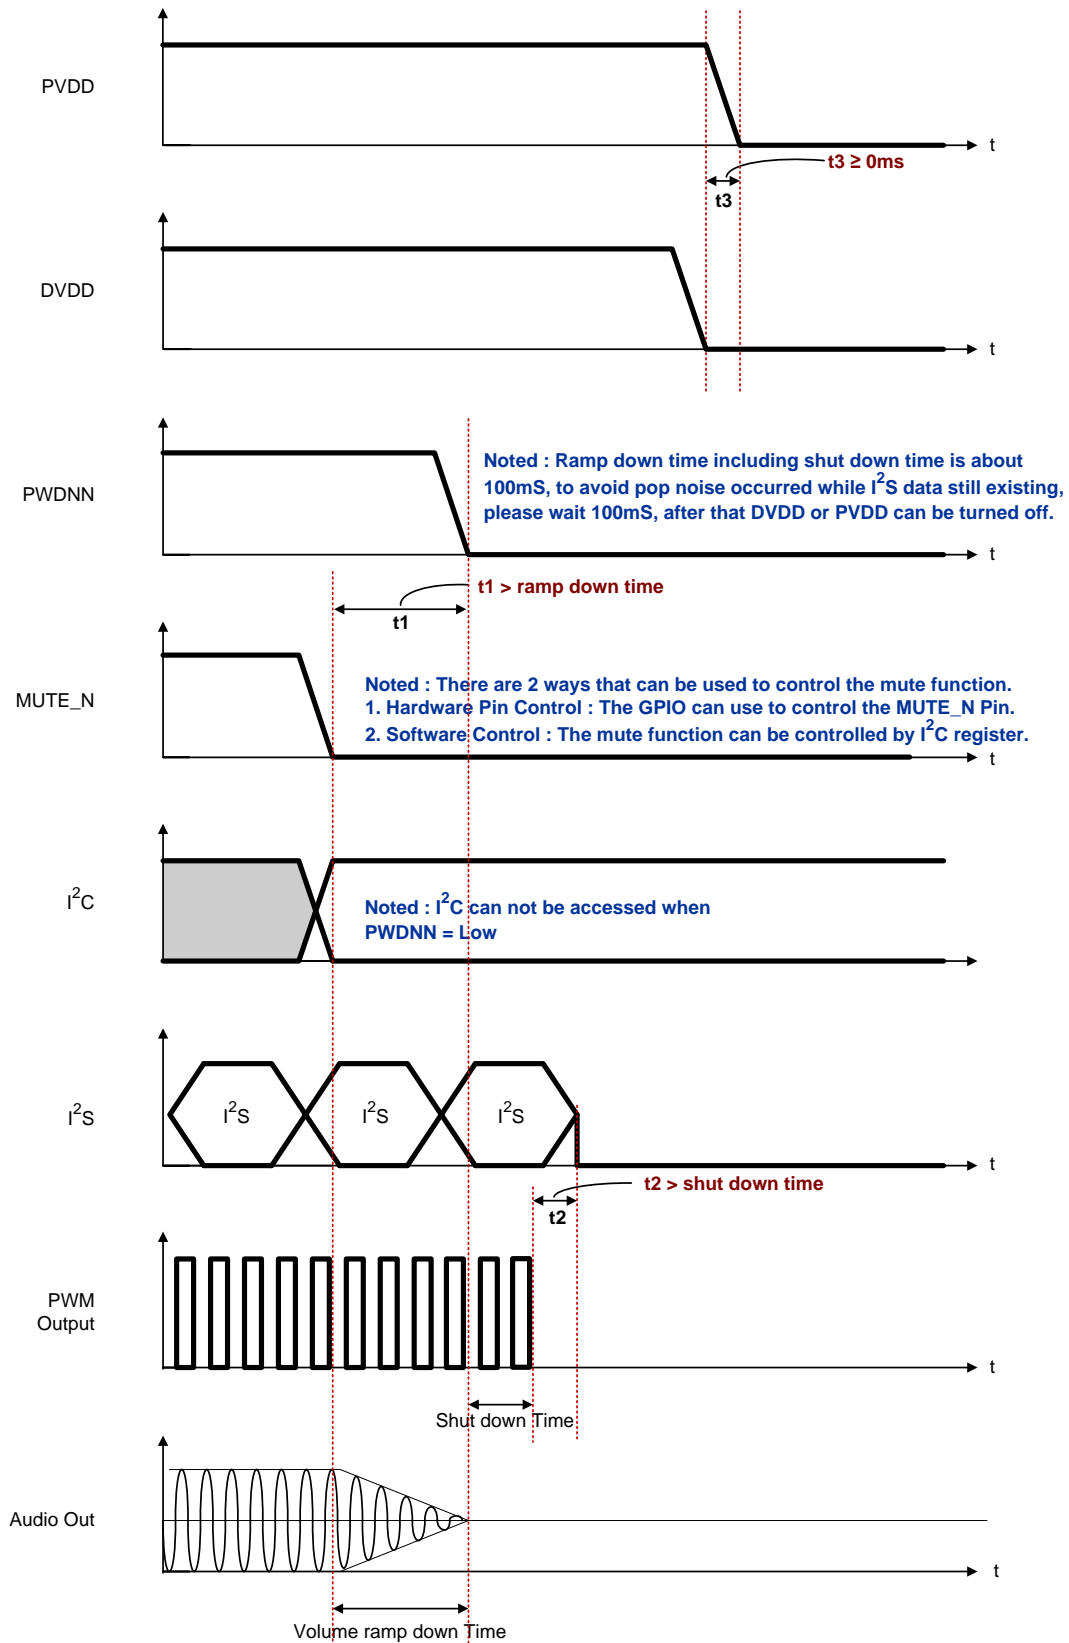 PVDD
t
t3 ≥ 0ms
t3
DVDD
t
PWDNN
Noted : Ramp down time including shut down time is about
100mS, to avoid pop noise occurred while I²S data still existing,
please wait 100mS, after that DVDD or PVDD can be turned off.
t
t1 > ramp down time
t1
MUTE_N
Noted : There are 2 ways that can be used to control the mute function.
1. Hardware Pin Control : The GPIO can use to control the MUTE_N Pin.
2. Software Control : The mute function can be controlled by I²C register.
t
I²C
Noted : I²C can not be accessed when
PWDNN = Low
I²S
I²S
I²S
I²S
t
t2 > shut down time
t2
PWM
Output
t
Shut down Time
Audio Out
t
Volume ramp down Time